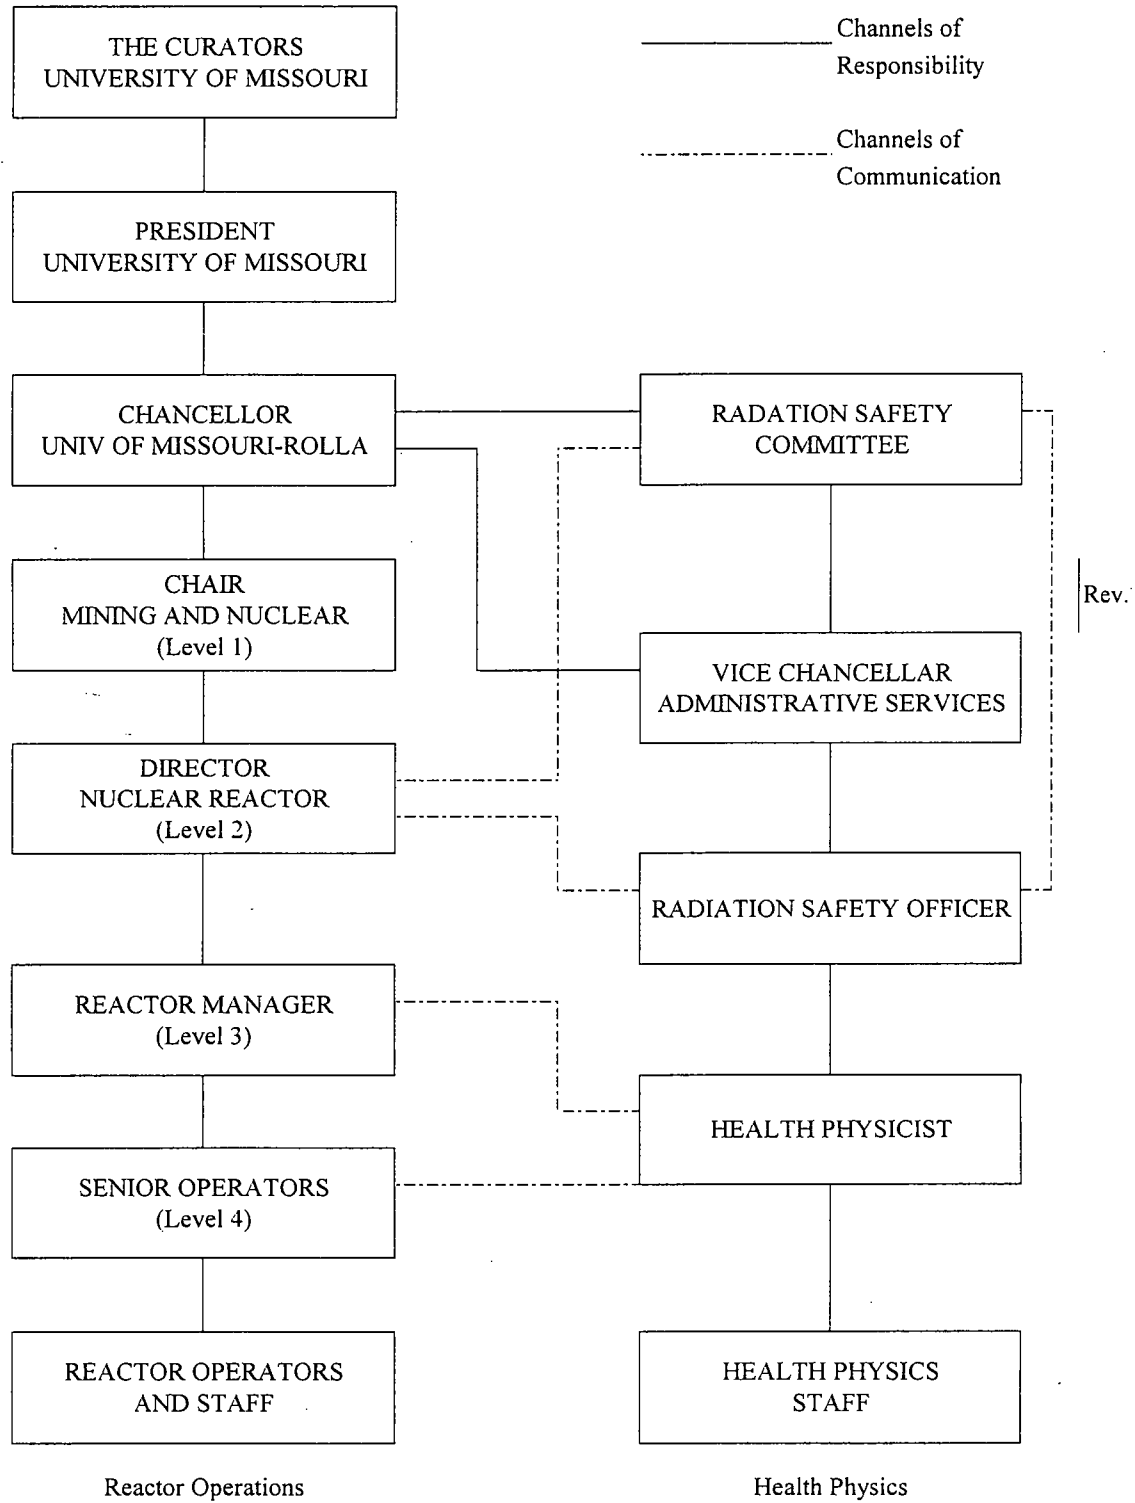 THE CURATORS
UNIVERSITY OF MISSOURI
Channels of
Responsibility
Channels of
Communication
PRESIDENT
UNIVERSITY OF MISSOURI
CHANCELLOR
UNIV OF MISSOURI-ROLLA
RADATION SAFETY
COMMITTEE
CHAIR
MINING AND NUCLEAR
(Level 1)
Rev.
VICE CHANCELLAR
ADMINISTRATIVE SERVICES
DIRECTOR
NUCLEAR REACTOR
(Level 2)
RADIATION SAFETY OFFICER
REACTOR MANAGER
(Level 3)
HEALTH PHYSICIST
SENIOR OPERATORS
(Level 4)
REACTOR OPERATORS
AND STAFF
HEALTH PHYSICS
STAFF
Reactor Operations
Health Physics